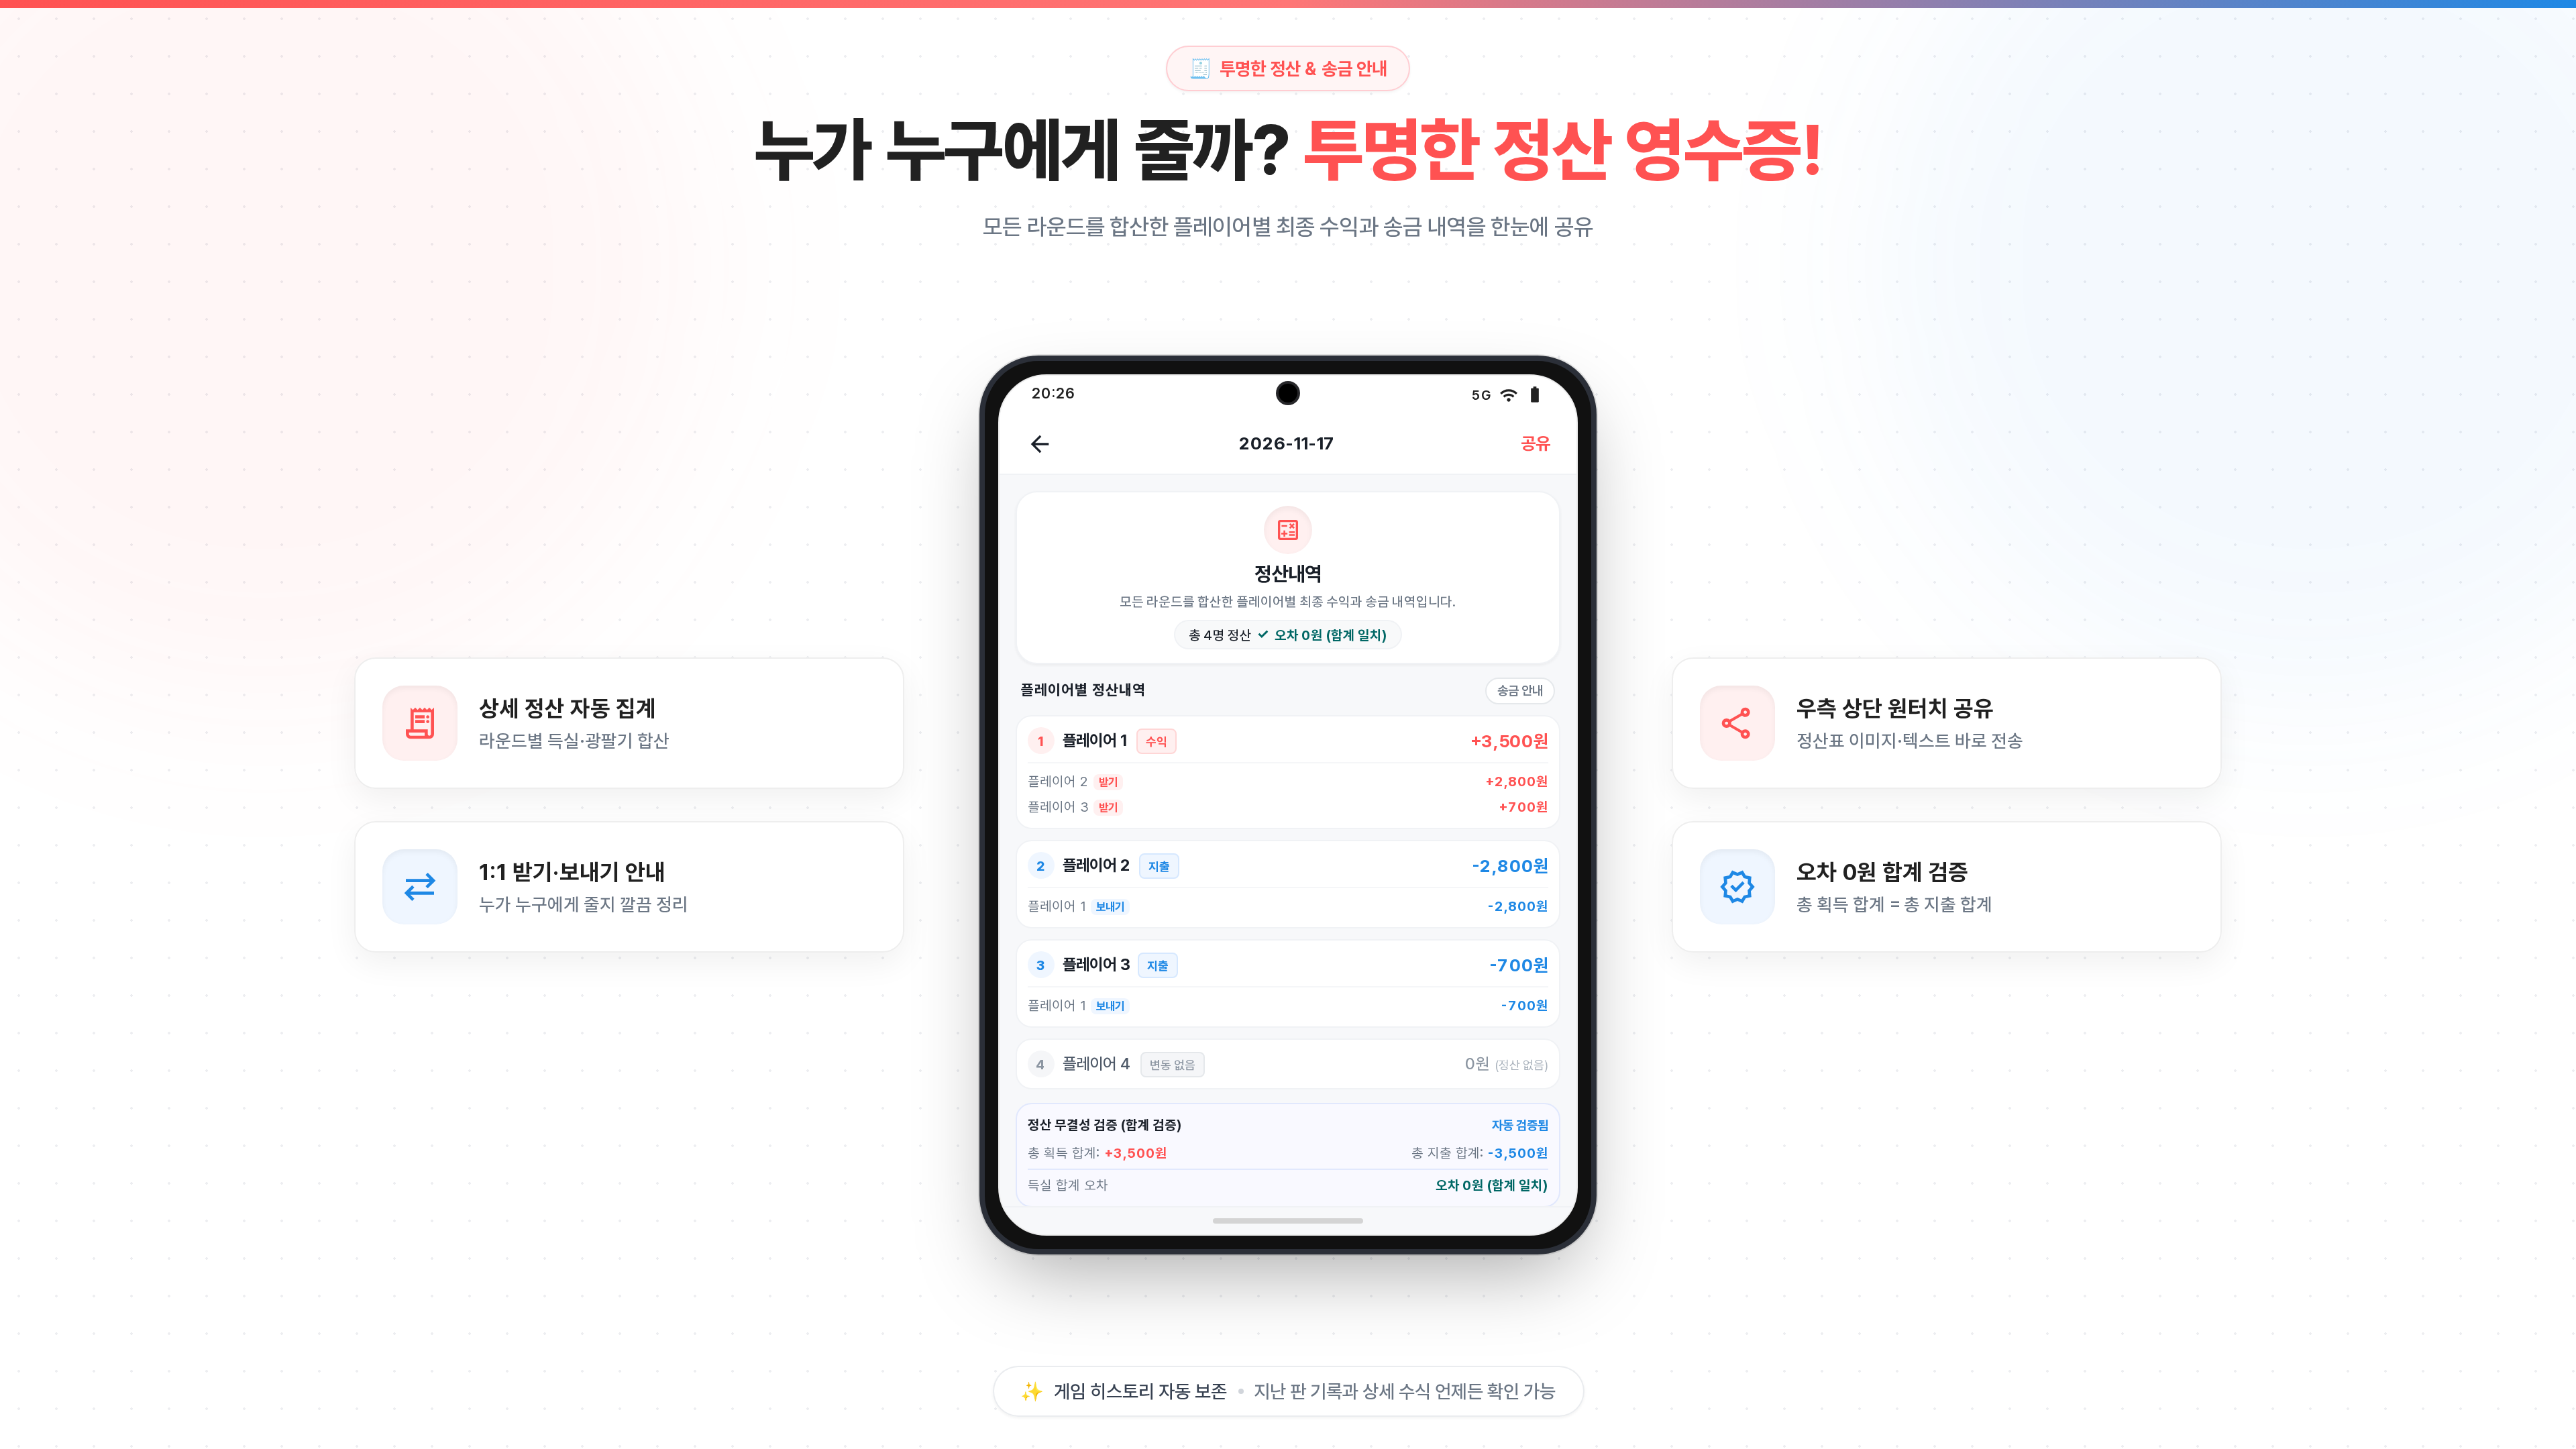 🧾 투명한 정산 & 송금 안내
누가 누구에게 줄까? 투명한 정산 영수증!
모든 라운드를 합산한 플레이어별 최종 수익과 송금 내역을 한눈에 공유
상세 정산 자동 집계
라운드별 득실·광팔기 합산
1:1 받기·보내기 안내
누가 누구에게 줄지 깔끔 정리
20:26 5G
2026-11-17 공유
정산내역
모든 라운드를 합산한 플레이어별 최종 수익과 송금 내역입니다.
총 4명 정산 ✓ 오차 0원 (합계 일치)
플레이어별 정산내역 송금 안내
1 플레이어 1 수익 +3,500원
플레이어 2 받기 +2,800원
플레이어 3 받기 +700원
2 플레이어 2 지출 -2,800원
플레이어 1 보내기 -2,800원
3 플레이어 3 지출 -700원
플레이어 1 보내기 -700원
4 플레이어 4 변동 없음 0원 (정산 없음)
정산 무결성 검증 (합계 검증) 자동 검증됨
총 획득 합계: +3,500원 총 지출 합계: -3,500원
득실 합계 오차 오차 0원 (합계 일치)
우측 상단 원터치 공유
정산표 이미지·텍스트 바로 전송
오차 0원 합계 검증
총 획득 합계 = 총 지출 합계
✨ 게임 히스토리 자동 보존 • 지난 판 기록과 상세 수식 언제든 확인 가능